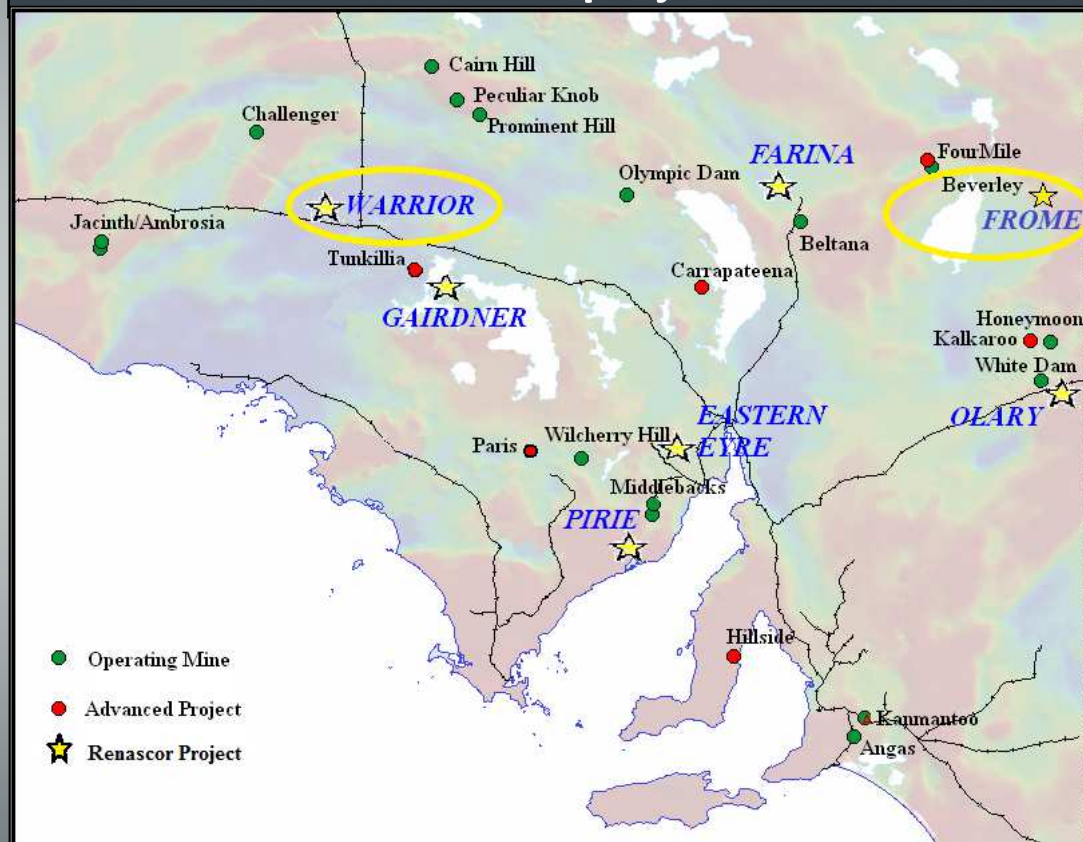 Cairn Hill
Peculiar Knob
Prominent Hill
Challenger
FARINA
FourMile
Olympic Dam
Beverley
WARRIOR
FROME
Jacinth/Ambrosia
Beltana
Tunkillia
Carrapateena
GAIRDNER
Honeymoon
Kalkaroo
White Dam
OLARY
EASTERN
EYRE
Wilcherry Hill
Paris
Middlebacks
PIRIE
Hillside
Operating Mine
Advanced Project
Renascor Project
Kanmantoo
Angas